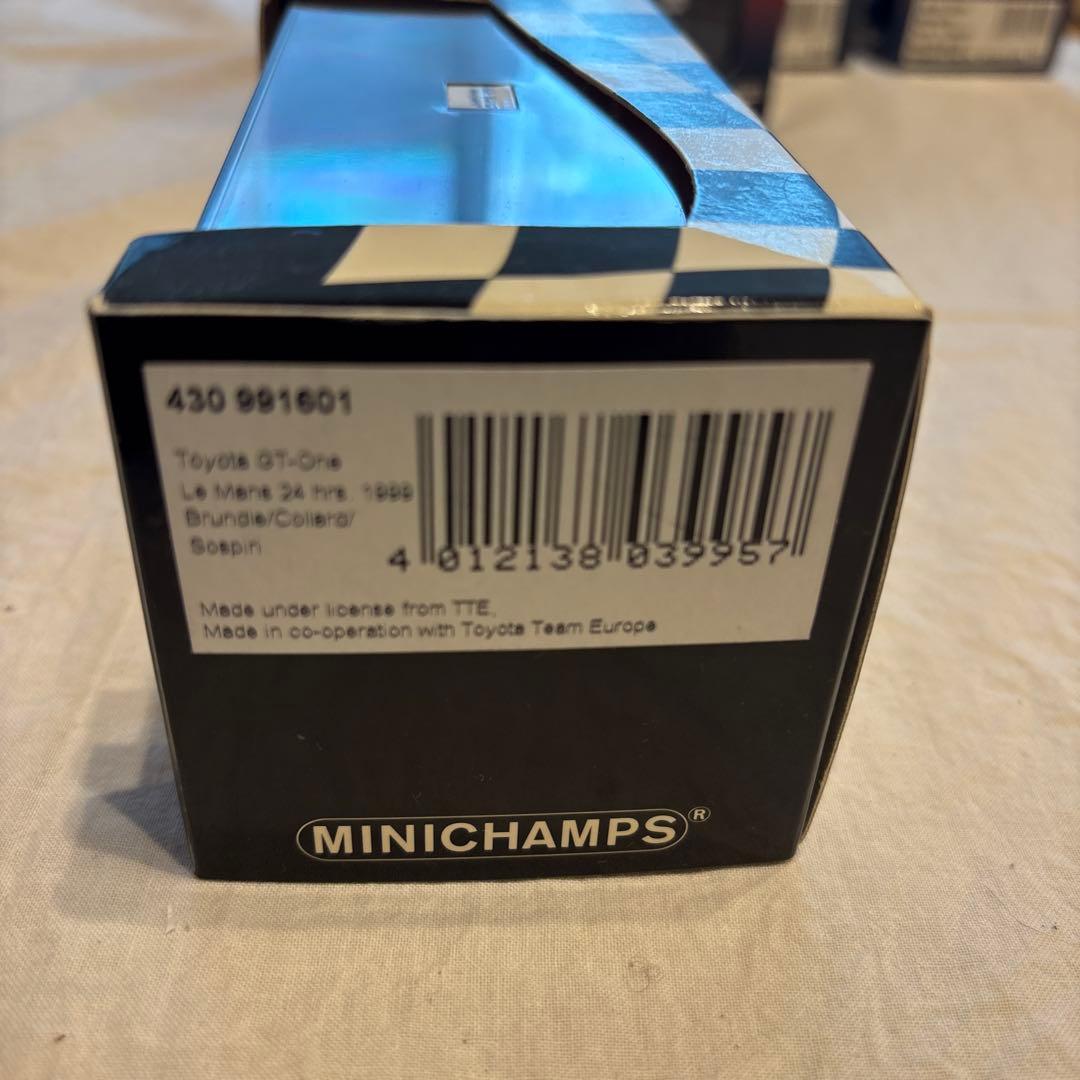 430 991601
Toyota GT-One
Le Mans 24 hrs. 1999
Brundle/Collard/
Sospiri
4 012138 039957
Made under license from TTE,
Made in co-operation with Toyota Team Europe
MINICHAMPS®